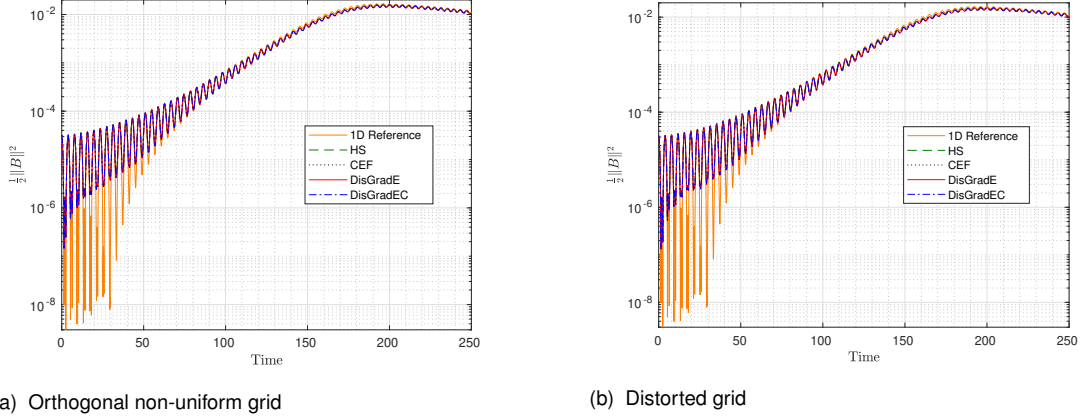 10^-2
10^-4
10^-6
10^-8
½‖B‖²
0 50 100 150 200 250
Time
1D Reference
HS
CEF
DisGradE
DisGradEC
a) Orthogonal non-uniform grid
10^-2
10^-4
10^-6
10^-8
½‖B‖²
0 50 100 150 200 250
Time
1D Reference
HS
CEF
DisGradE
DisGradEC
(b) Distorted grid